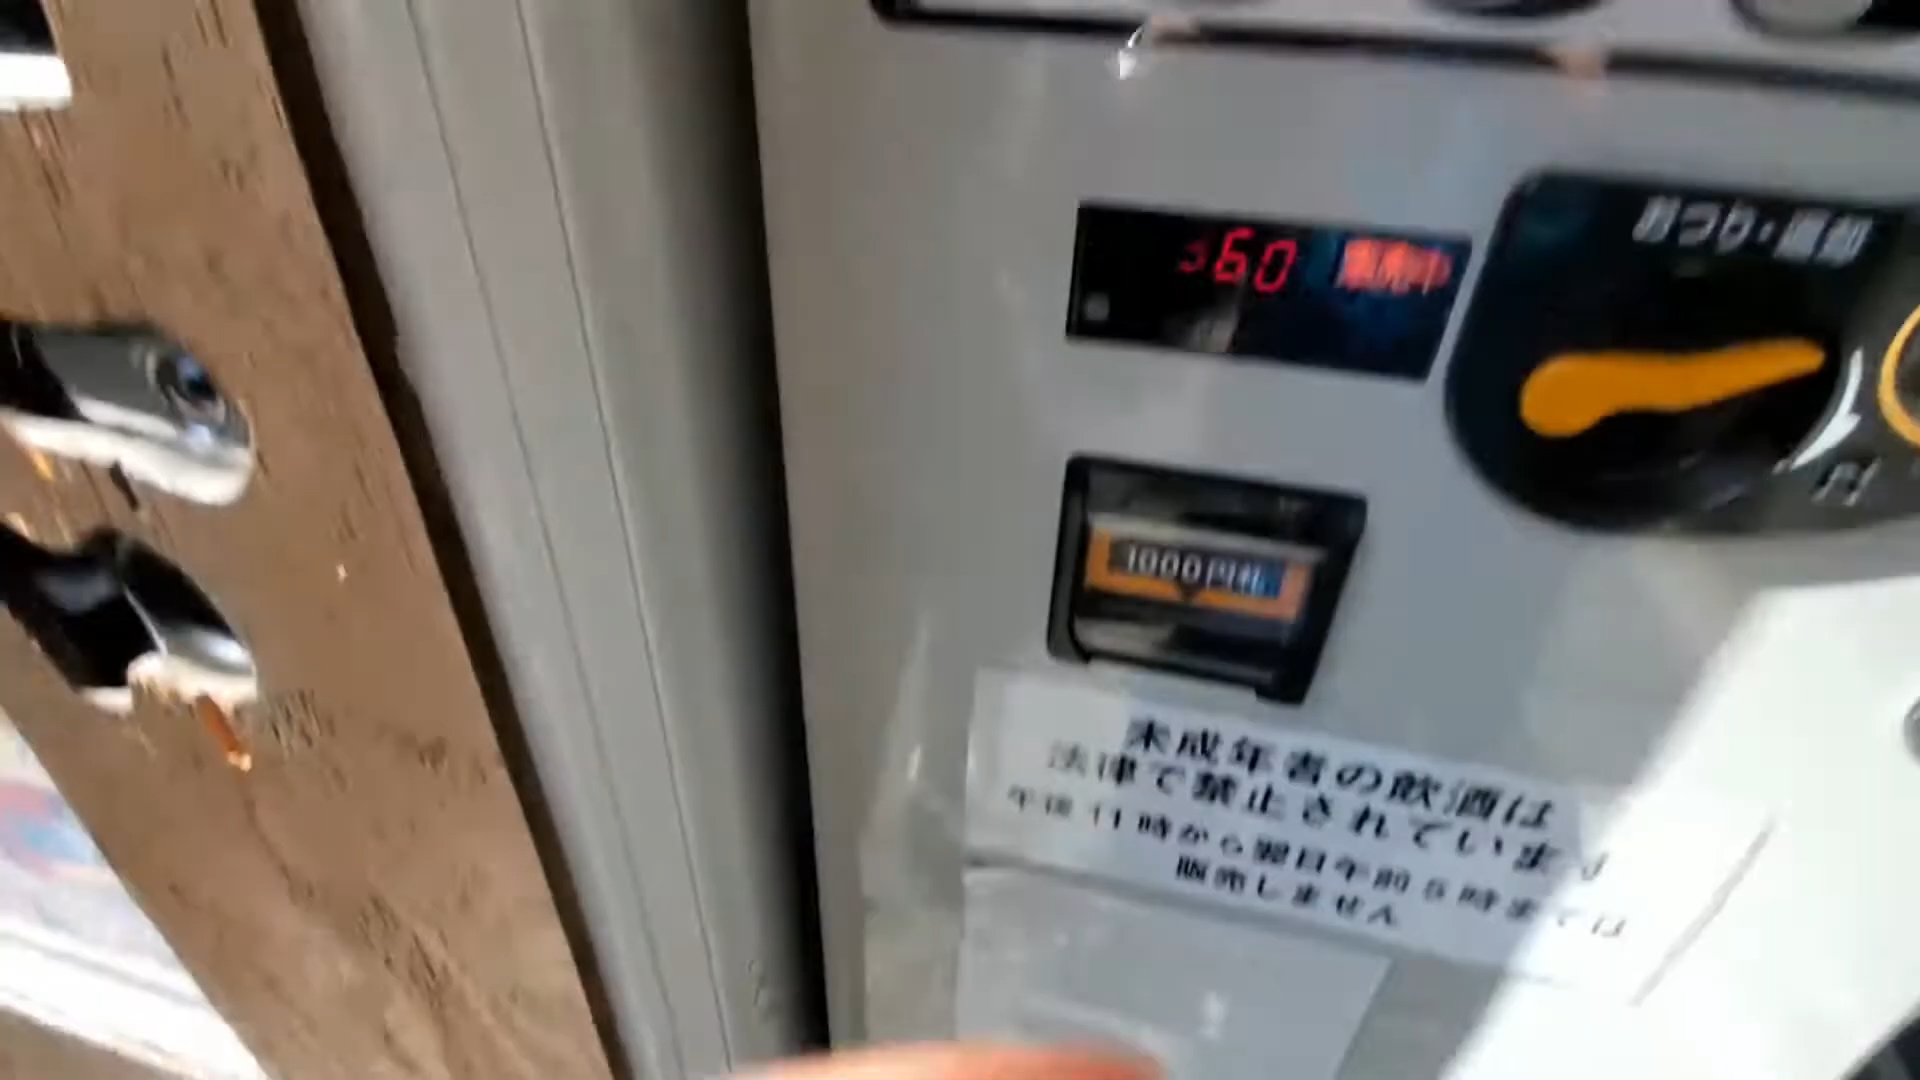 おつり・返却
60 準売中
1000円札
未成年者の飲酒は
法律で禁止されています
午後11時から翌日午前5時までは
販売しません